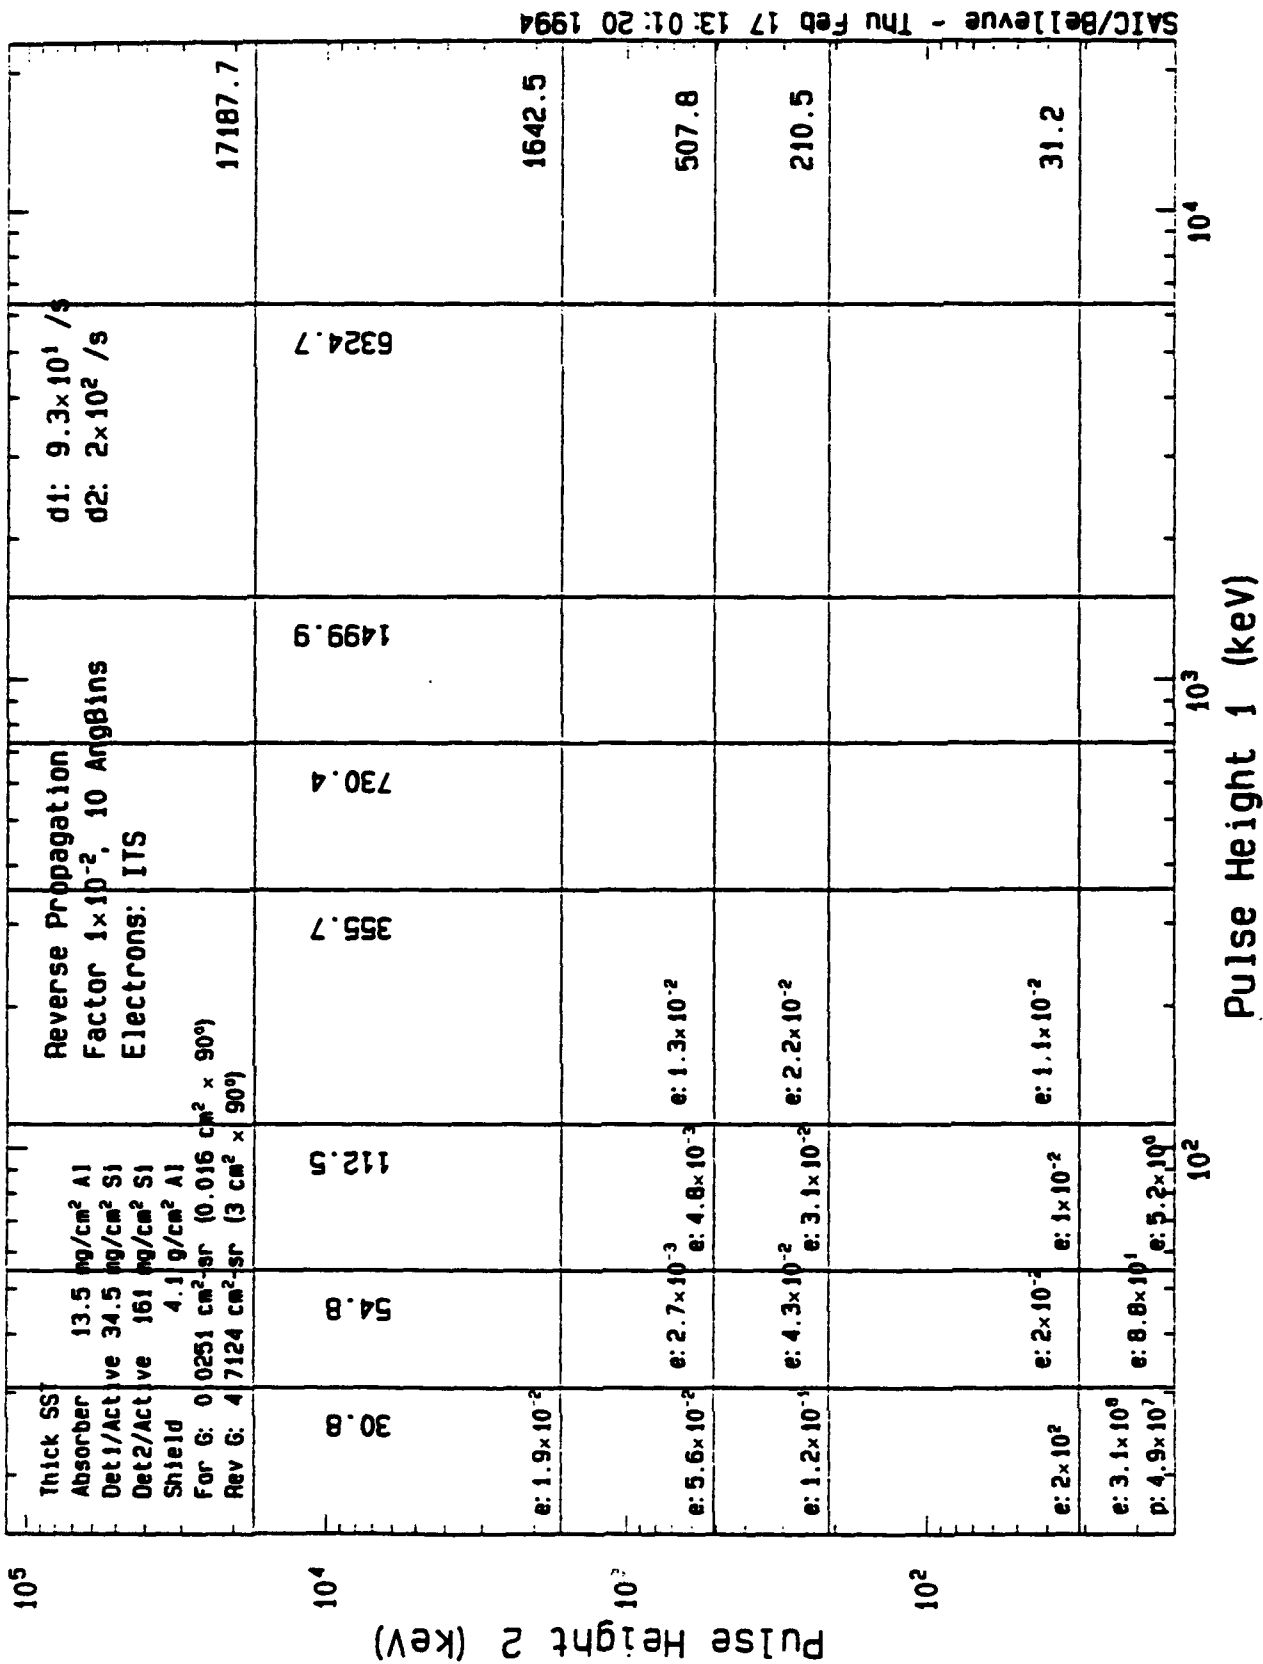 Thick SST
Absorber 13.5 mg/cm² Al
Det1/Active 34.5 mg/cm² Si
Det2/Active 161 mg/cm² Si
Shield 4.1 g/cm² Al
For G: 0.0251 cm²-sr (0.016 cm² × 90°)
Rev G: 4.7124 cm²-sr (3 cm² × 90°)
Reverse Propagation
Factor 1×10⁻², 10 AngBins
Electrons: ITS
d1: 9.3×10¹ /s
d2: 2×10² /s
17187.7
30.8
54.8
112.5
355.7
730.4
1499.9
6324.7
e: 1.9×10⁻²
1642.5
e: 5.6×10⁻²
e: 2.7×10⁻³
e: 4.8×10⁻³
e: 1.3×10⁻²
507.8
e: 1.2×10⁻¹
e: 4.3×10⁻²
e: 3.1×10⁻²
e: 2.2×10⁻²
210.5
e: 2×10²
e: 2×10⁻²
e: 1×10⁻²
e: 1.1×10⁻²
31.2
e: 3.1×10⁸
p: 4.9×10⁷
e: 8.8×10¹
e: 5.2×10⁰
10⁵
10⁴
10²
Pulse Height 2 (keV)
10²
10³
10⁴
Pulse Height 1 (keV)
SAIC/Bellevue - Thu Feb 17 13:01:20 1994